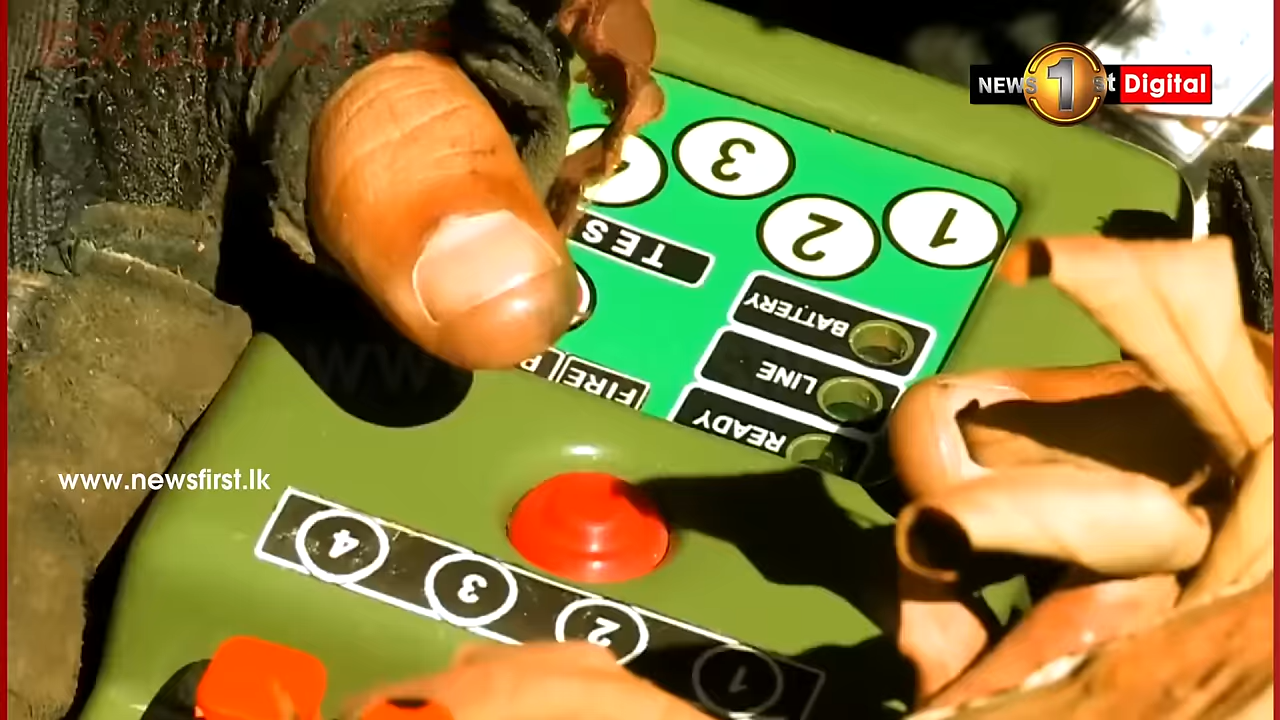 EXCLUSIVE
NEWS 1st Digital
3
1
2
TES
BATTERY
LINE
READY
FIRE
www.newsfirst.lk
4
3
2
1